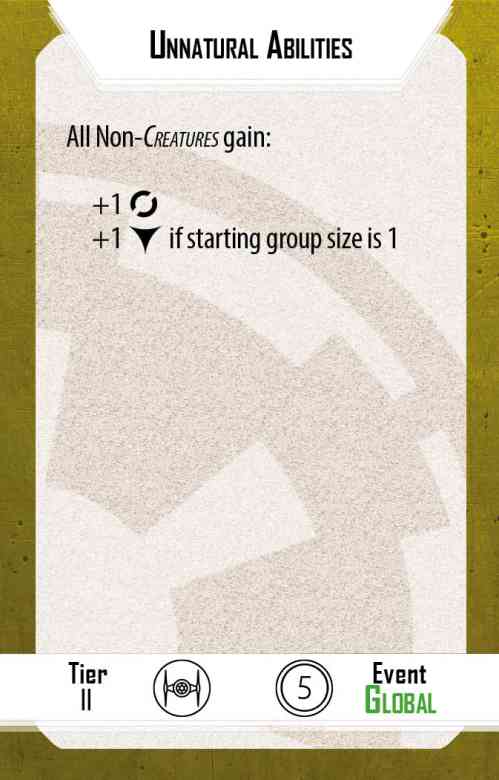 Unnatural Abilities
All Non-Creatures gain:
+1
+1 if starting group size is 1
Tier
II
5
Event
Global